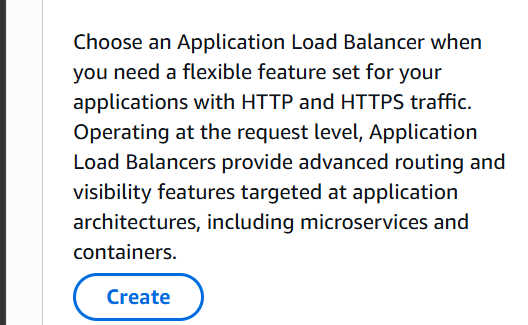 Choose an Application Load Balancer when
you need a flexible feature set for your
applications with HTTP and HTTPS traffic.
Operating at the request level, Application
Load Balancers provide advanced routing and
visibility features targeted at application
architectures, including microservices and
containers.
Create